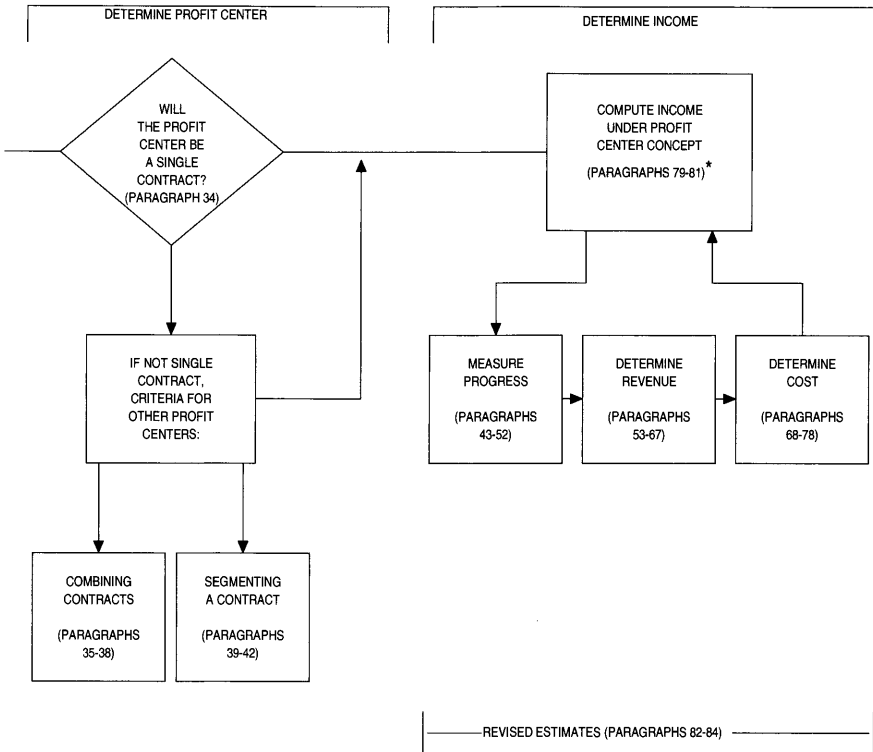 DETERMINE PROFIT CENTER
DETERMINE INCOME
WILL
THE PROFIT
CENTER BE
A SINGLE
CONTRACT?
(PARAGRAPH 34)
COMPUTE INCOME
UNDER PROFIT
CENTER CONCEPT
(PARAGRAPHS 79-81)*
IF NOT SINGLE
CONTRACT,
CRITERIA FOR
OTHER PROFIT
CENTERS:
MEASURE
PROGRESS
(PARAGRAPHS
43-52)
DETERMINE
REVENUE
(PARAGRAPHS
53-67)
DETERMINE
COST
(PARAGRAPHS
68-78)
COMBINING
CONTRACTS
(PARAGRAPHS
35-38)
SEGMENTING
A CONTRACT
(PARAGRAPHS
39-42)
REVISED ESTIMATES (PARAGRAPHS 82-84)